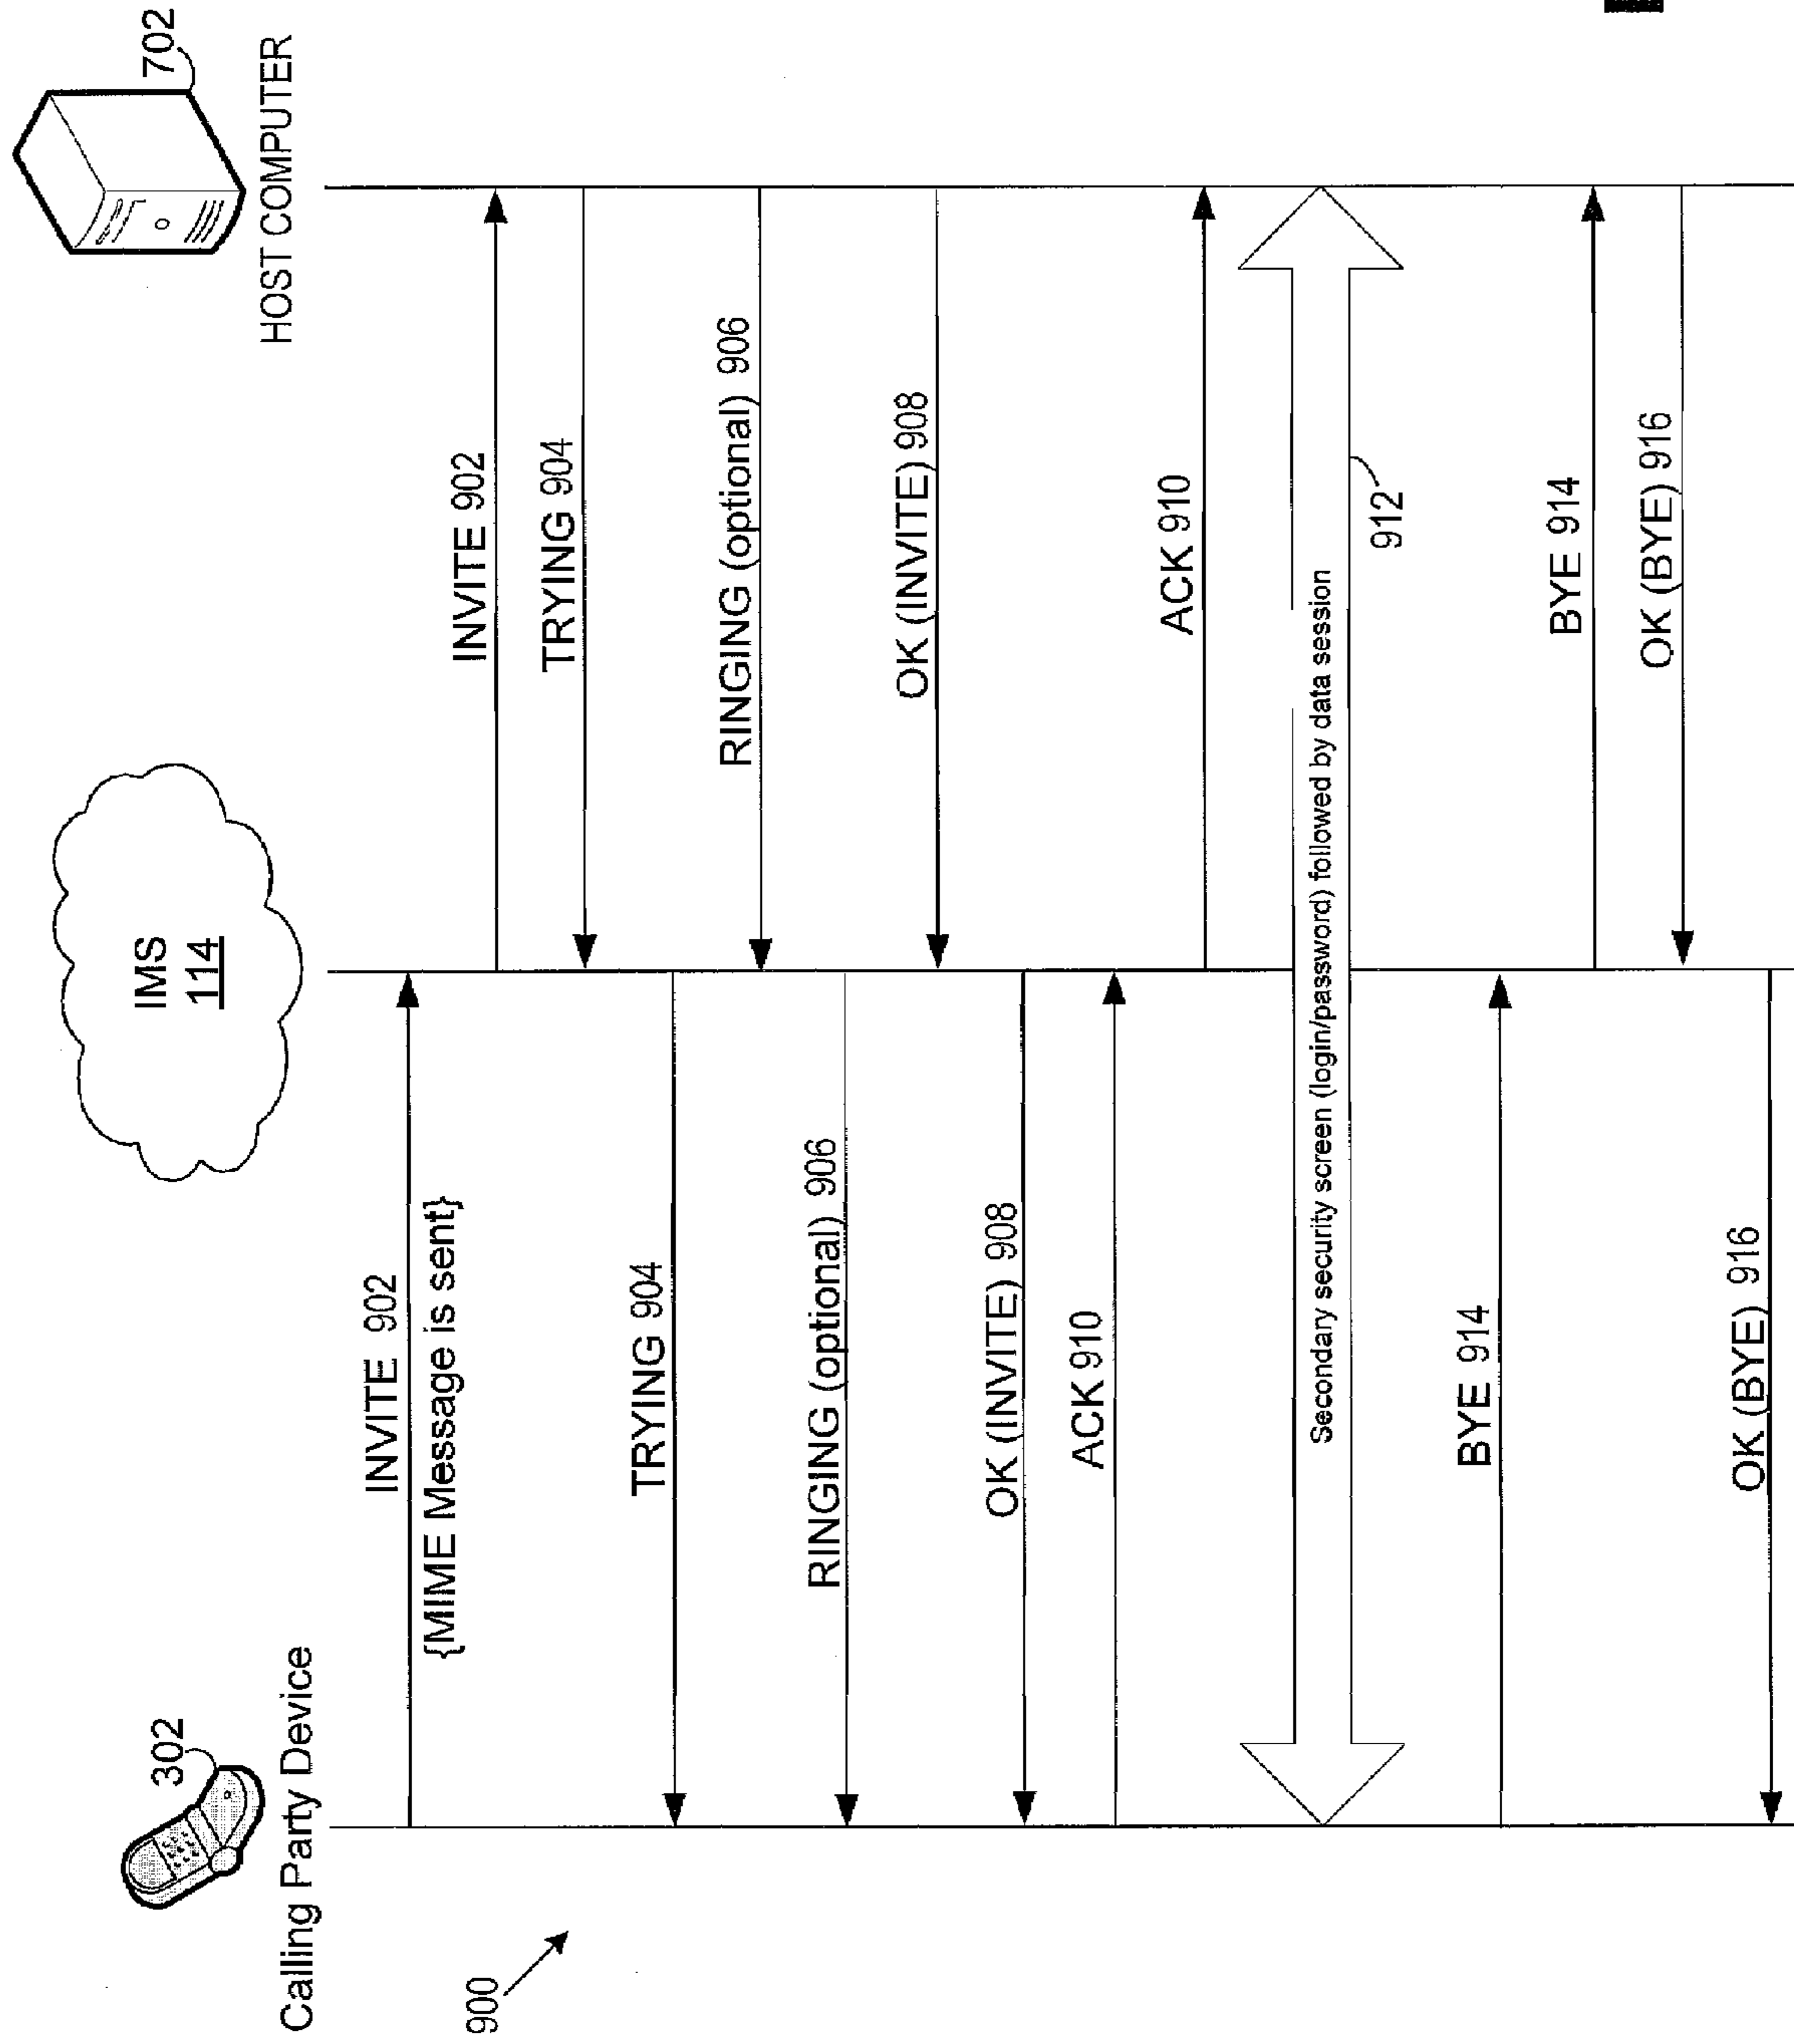 302
Calling Party Device
IMS
114
702
HOST COMPUTER
900
INVITE 902
{MIME Message is sent}
INVITE 902
TRYING 904
TRYING 904
RINGING (optional) 906
RINGING (optional) 906
OK (INVITE) 908
OK (INVITE) 908
ACK 910
ACK 910
Secondary security screen (login/password) followed by data session
912
BYE 914
BYE 914
OK (BYE) 916
OK (BYE) 916